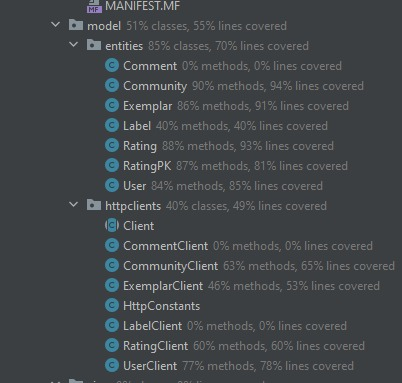 MANIFEST.MF
model 51% classes, 55% lines covered
entities 85% classes, 70% lines covered
Comment 0% methods, 0% lines covered
Community 90% methods, 94% lines covered
Exemplar 86% methods, 91% lines covered
Label 40% methods, 40% lines covered
Rating 88% methods, 93% lines covered
RatingPK 87% methods, 81% lines covered
User 84% methods, 85% lines covered
httpclients 40% classes, 49% lines covered
Client
CommentClient 0% methods, 0% lines covered
CommunityClient 63% methods, 65% lines covered
ExemplarClient 46% methods, 53% lines covered
HttpConstants
LabelClient 0% methods, 0% lines covered
RatingClient 60% methods, 60% lines covered
UserClient 77% methods, 78% lines covered